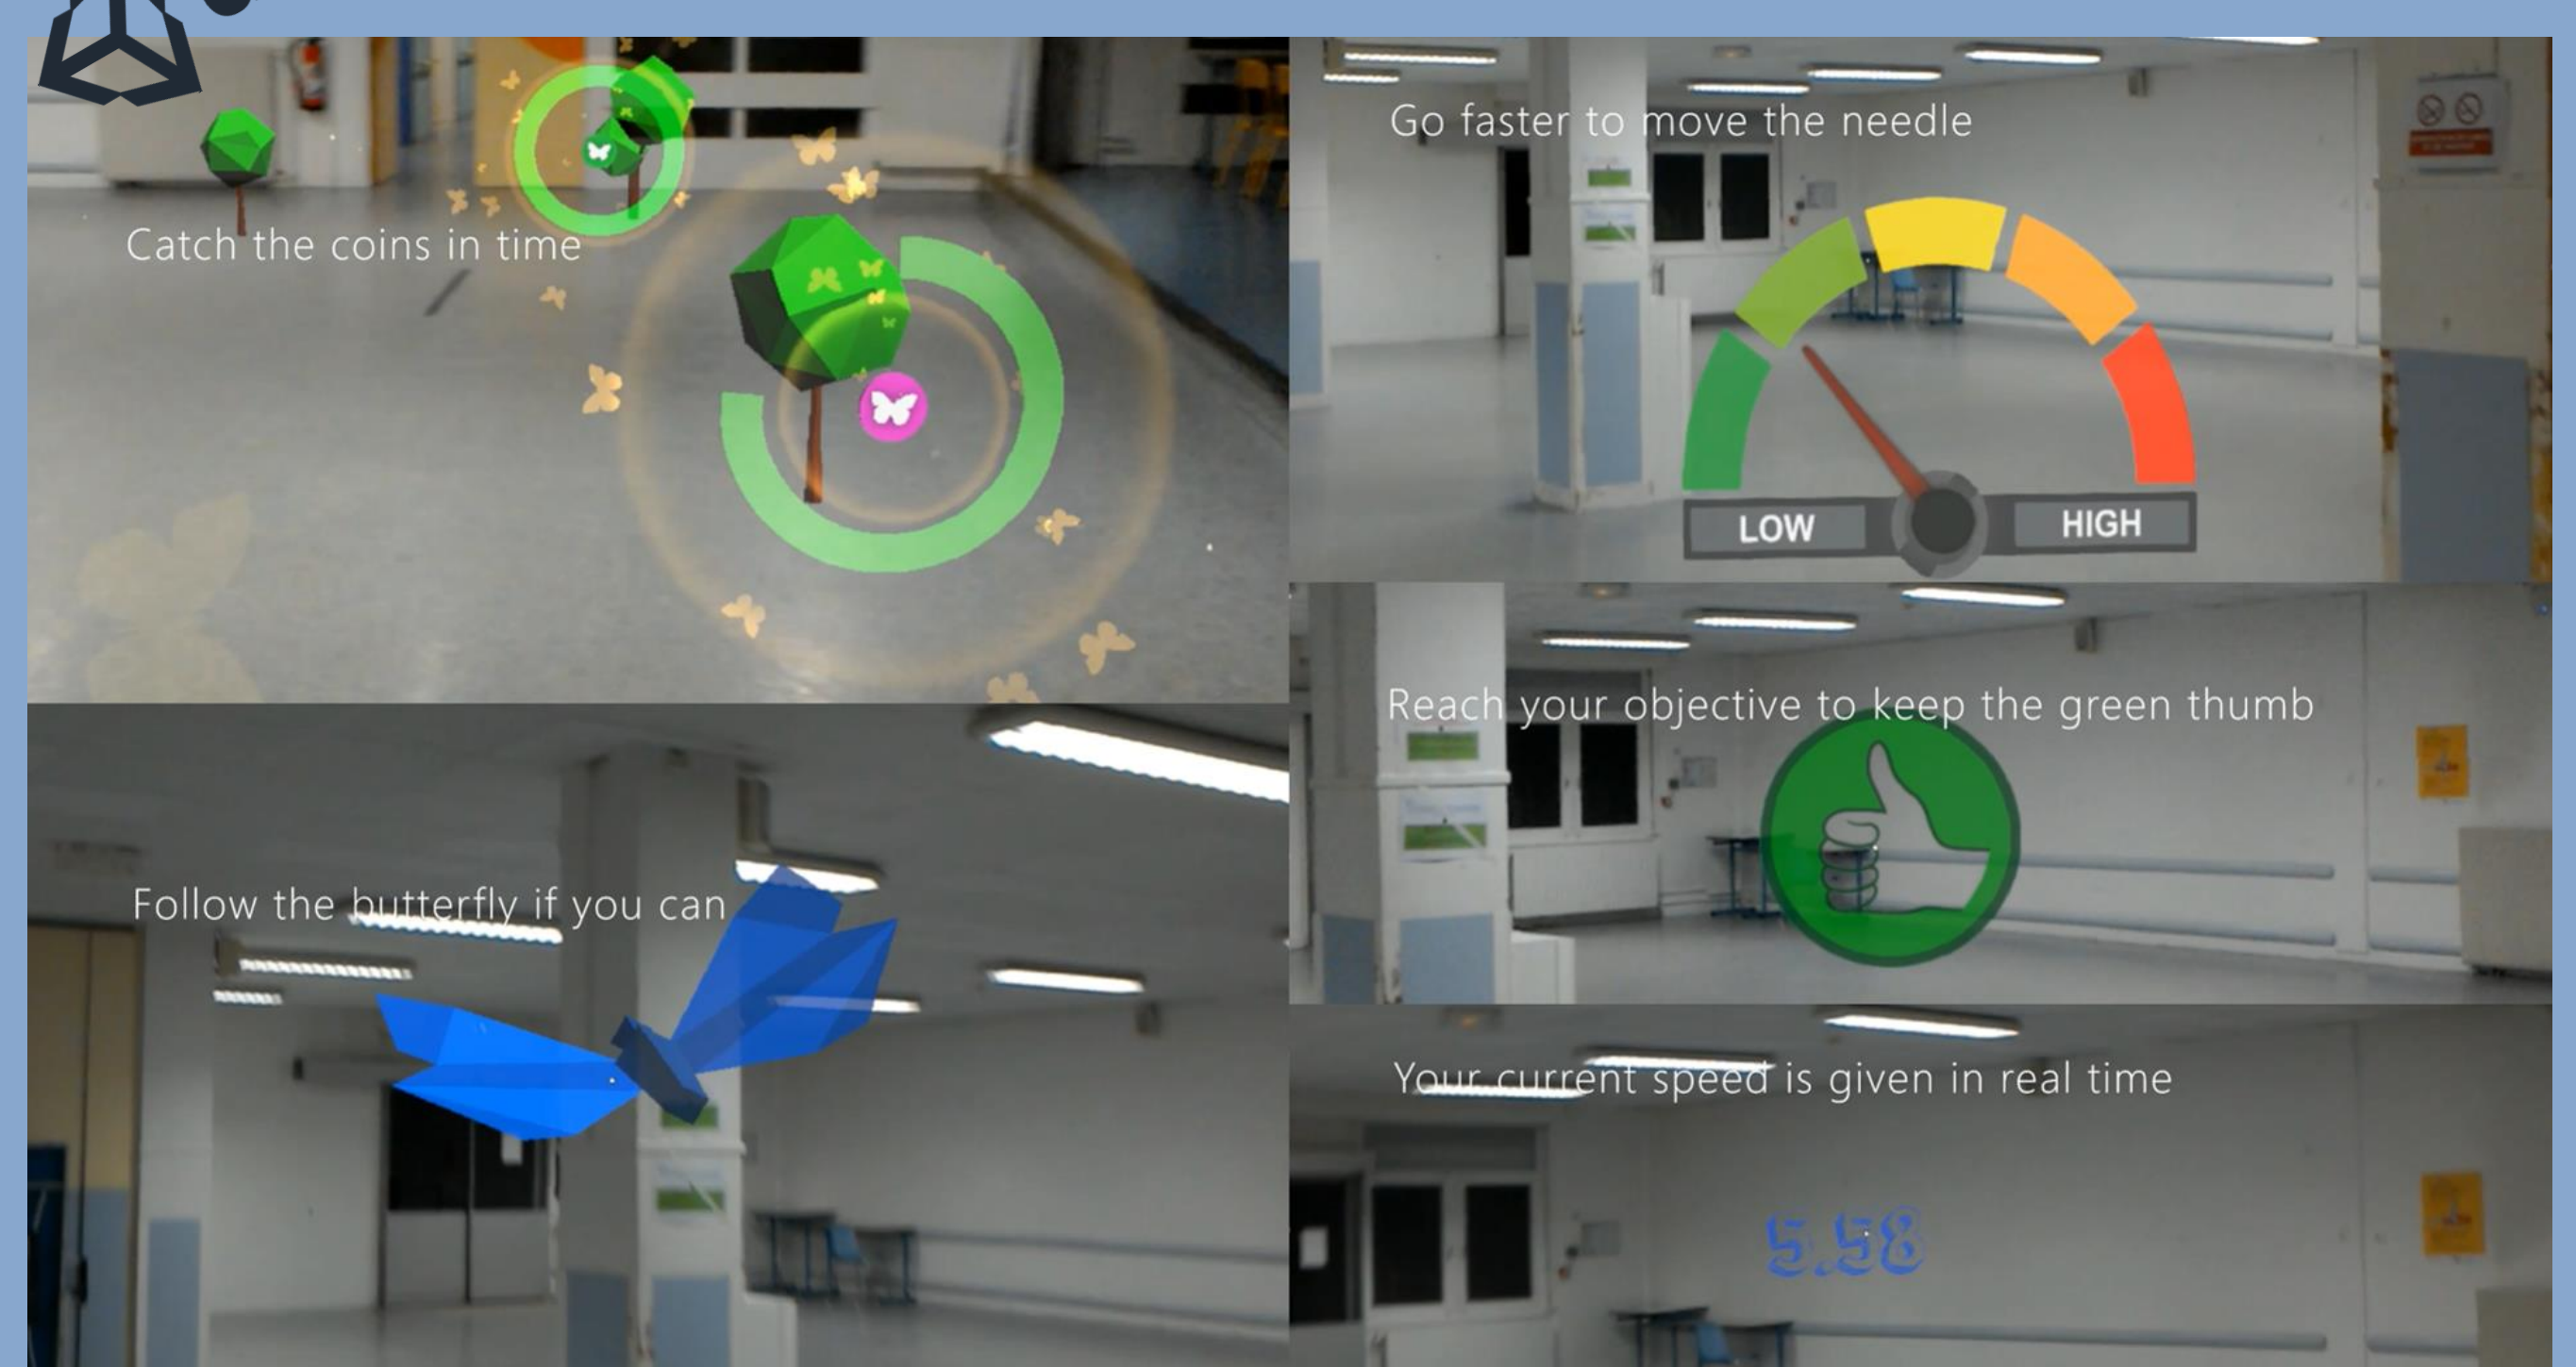 Catch the coins in time
Follow the butterfly if you can
Go faster to move the needle
LOW
HIGH
Reach your objective to keep the green thumb
Your current speed is given in real time
5.58